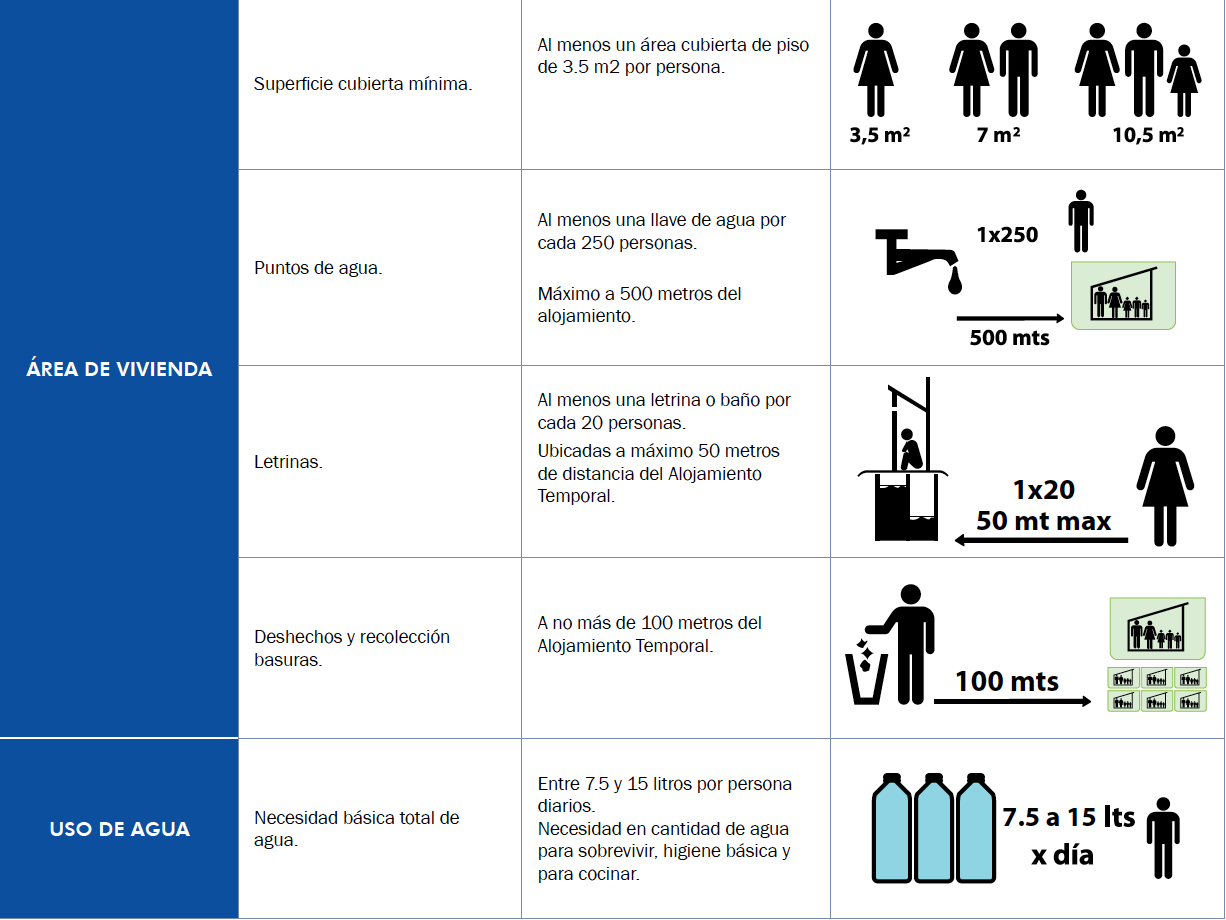 ÁREA DE VIVIENDA
Superficie cubierta mínima.
Al menos un área cubierta de piso
de 3.5 m2 por persona.
3,5 m²
7 m²
10,5 m²
Puntos de agua.
Al menos una llave de agua por
cada 250 personas.
Máximo a 500 metros del
alojamiento.
1x250
500 mts
Letrinas.
Al menos una letrina o baño por
cada 20 personas.
Ubicadas a máximo 50 metros
de distancia del Alojamiento
Temporal.
1x20
50 mt max
Deshechos y recolección
basuras.
A no más de 100 metros del
Alojamiento Temporal.
100 mts
USO DE AGUA
Necesidad básica total de
agua.
Entre 7.5 y 15 litros por persona
diarios.
Necesidad en cantidad de agua
para sobrevivir, higiene básica y
para cocinar.
7.5 a 15 lts
x día